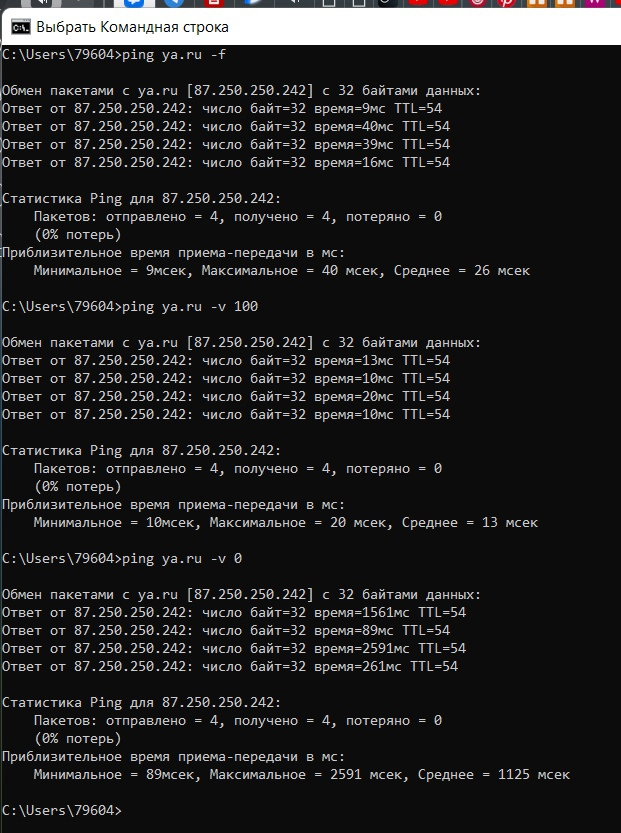 Выбрать Командная строка
C:\Users\79604>ping ya.ru -f
Обмен пакетами с ya.ru [87.250.250.242] с 32 байтами данных:
Ответ от 87.250.250.242: число байт=32 время=9мс TTL=54
Ответ от 87.250.250.242: число байт=32 время=40мс TTL=54
Ответ от 87.250.250.242: число байт=32 время=39мс TTL=54
Ответ от 87.250.250.242: число байт=32 время=16мс TTL=54
Статистика Ping для 87.250.250.242:
Пакетов: отправлено = 4, получено = 4, потеряно = 0
(0% потерь)
Приблизительное время приема-передачи в мс:
Минимальное = 9мсек, Максимальное = 40 мсек, Среднее = 26 мсек
C:\Users\79604>ping ya.ru -v 100
Обмен пакетами с ya.ru [87.250.250.242] с 32 байтами данных:
Ответ от 87.250.250.242: число байт=32 время=13мс TTL=54
Ответ от 87.250.250.242: число байт=32 время=10мс TTL=54
Ответ от 87.250.250.242: число байт=32 время=20мс TTL=54
Ответ от 87.250.250.242: число байт=32 время=10мс TTL=54
Статистика Ping для 87.250.250.242:
Пакетов: отправлено = 4, получено = 4, потеряно = 0
(0% потерь)
Приблизительное время приема-передачи в мс:
Минимальное = 10мсек, Максимальное = 20 мсек, Среднее = 13 мсек
C:\Users\79604>ping ya.ru -v 0
Обмен пакетами с ya.ru [87.250.250.242] с 32 байтами данных:
Ответ от 87.250.250.242: число байт=32 время=1561мс TTL=54
Ответ от 87.250.250.242: число байт=32 время=89мс TTL=54
Ответ от 87.250.250.242: число байт=32 время=2591мс TTL=54
Ответ от 87.250.250.242: число байт=32 время=261мс TTL=54
Статистика Ping для 87.250.250.242:
Пакетов: отправлено = 4, получено = 4, потеряно = 0
(0% потерь)
Приблизительное время приема-передачи в мс:
Минимальное = 89мсек, Максимальное = 2591 мсек, Среднее = 1125 мсек
C:\Users\79604>